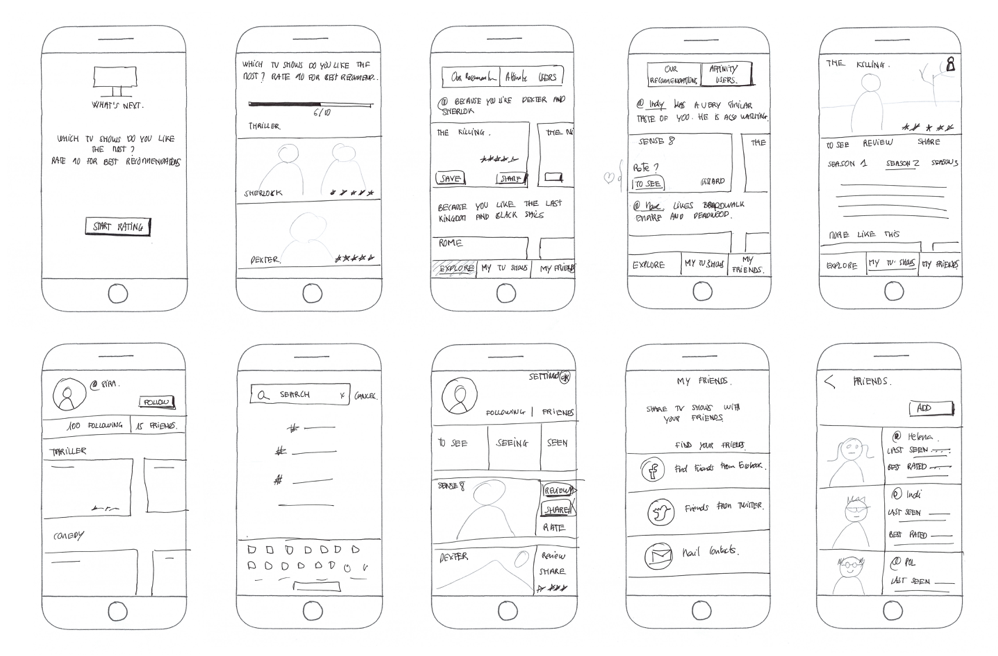 WHAT'S NEXT.
WHICH TV SHOWS DO YOU LIKE
THE MOST?
RATE 10 FOR BEST RECOMMENDATIONS
START RATING
WHICH TV SHOWS DO YOU LIKE THE
MOST? RATE 10 FOR BEST RECOMEND..
6/10
THRILLER
SHERLOCK
DEXTER
Our Recommendation
USERS
@ BECAUSE YOU LIKE DEXTER AND
SHERLOK
THE KILLING.
THE
SAVE
SHARE
BECAUSE YOU LIKE THE LAST
KINGDOM AND BLACK SAILS
ROME
EXPLORE
MY TV SHOWS
MY FRIENDS
OUR
RECOMMENDATIONS
AFFINITY
USERS.
@ Indy HAS A VERY SIMILAR
TASTE OF YOU. HE IS ALSO WATCHING
SENSE 8
THE
Rate?
TO SEE
LIKES BOARDWALK
EMPIRE AND DEADWOOD.
EXPLORE
MY TV SHOWS
MY
FRIENDS.
THE KILLING.
TO SEE REVIEW SHARE
SEASON 1 SEASON 2 SEASON 3
MORE LIKE THIS
EXPLORE
MY TV SHOWS
MY FRIENDS
FOLLOW
100 FOLLOWING
15 FRIENDS.
THRILLER
COMEDY
SEARCH
x
CANCEL
#
#
#
SETTING
FOLLOWING | FRIENDS
TO SEE
SEEING
SEEN
SENSE 8
REVIEW
SHARE
RATE
DEXTER
REVIEW
SHARE
MY FRIENDS.
SHARE TV SHOWS WITH
YOUR FRIENDS
FIND YOUR FRIENDS
f
Find Friends from Facebook.
Friends FROM TWITTER.
Mail Contacts.
< FRIENDS.
ADD
@ Helena
LAST SEEN
BEST RATED
@ Indi
LAST SEEN
BEST RATED
@ POL
LAST SEEN